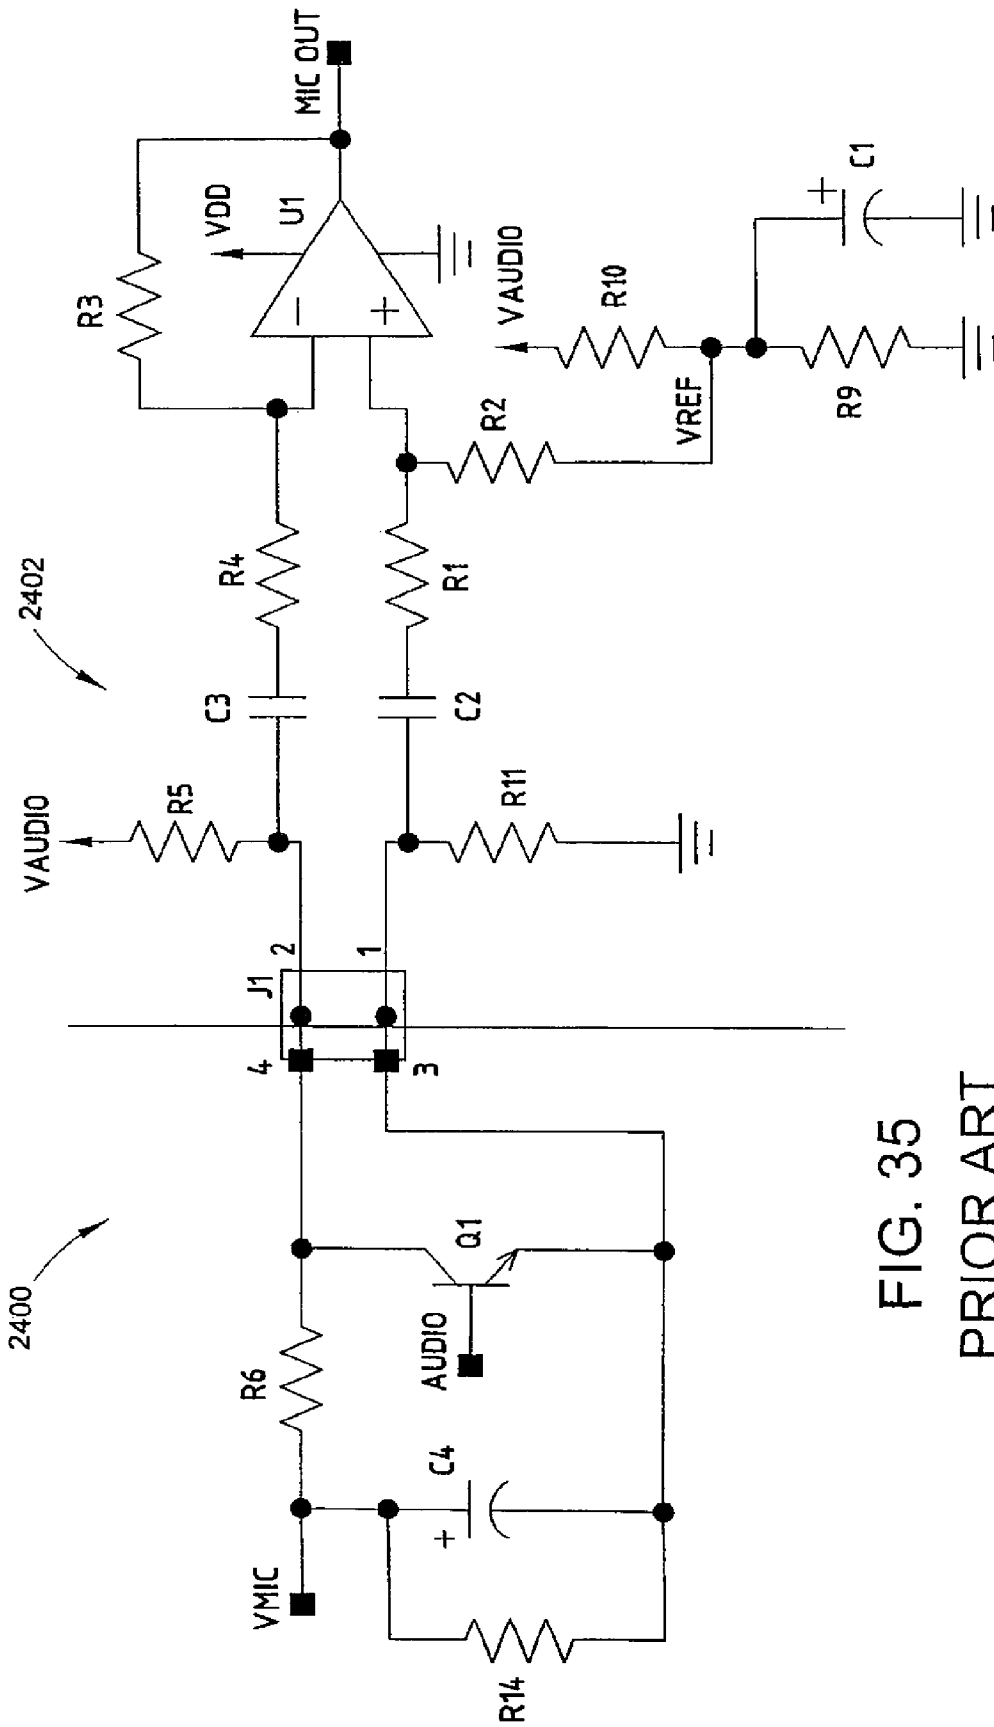 2400
2402
VMIC
R14
C4
+
R6
AUDIO
Q1
4
3
J1
2
1
VAUDIO
R5
R11
C3
C2
R4
R1
R3
R2
VDD
U1
−
+
MIC OUT
VAUDIO
R10
VREF
R9
+
C1
FIG. 35
PRIOR ART